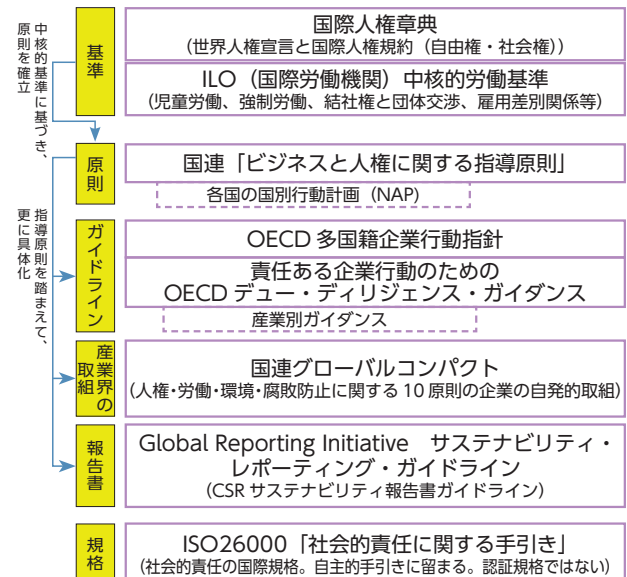 中核的基準に基づき、
原則を確立
基準
国際人権章典
(世界人権宣言と国際人権規約（自由権・社会権）)
ILO（国際労働機関）中核的労働基準
(児童労働、強制労働、結社権と団体交渉、雇用差別関係等)
原則
国連「ビジネスと人権に関する指導原則」
各国の国別行動計画（NAP）
指導原則を踏まえて、
更に具体化
ガイドライン
OECD 多国籍企業行動指針
責任ある企業行動のための
OECD デュー・ディリジェンス・ガイダンス
産業別ガイダンス
産業界の
取組
国連グローバルコンパクト
(人権・労働・環境・腐敗防止に関する 10 原則の企業の自発的取組)
報告書
Global Reporting Initiative　サステナビリティ・
レポーティング・ガイドライン
(CSR サステナビリティ報告書ガイドライン)
規格
ISO26000「社会的責任に関する手引き」
(社会的責任の国際規格。自主的手引きに留まる。認証規格ではない)